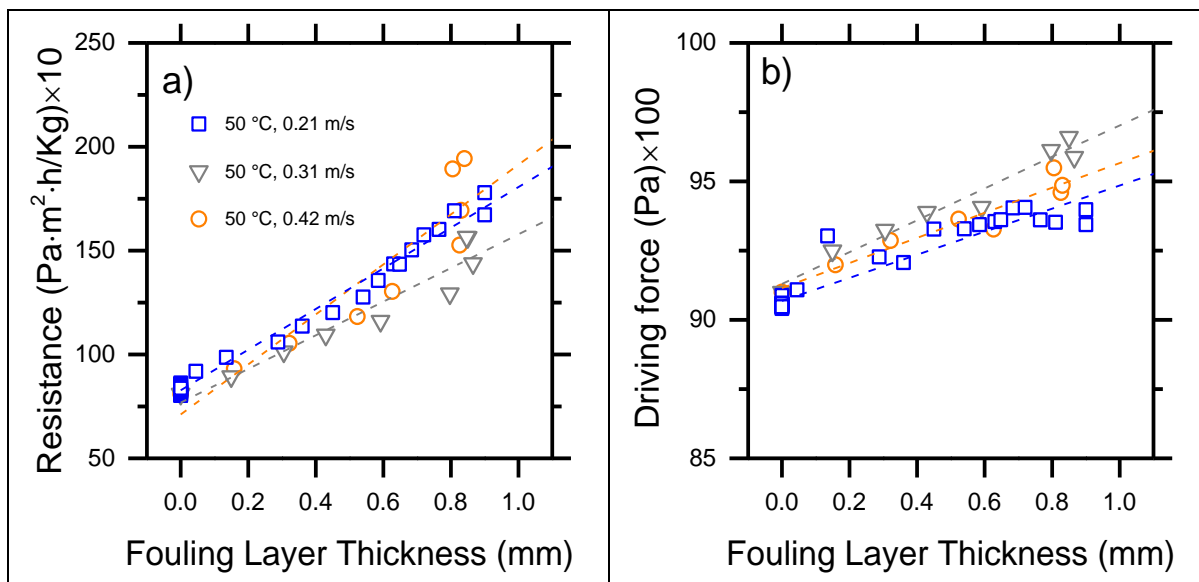 a)
Resistance (Pa·m²·h/Kg)×10
250
200
150
100
50
50 °C, 0.21 m/s
50 °C, 0.31 m/s
50 °C, 0.42 m/s
0.0 0.2 0.4 0.6 0.8 1.0
Fouling Layer Thickness (mm)
b)
Driving force (Pa)×100
100
95
90
85
0.0 0.2 0.4 0.6 0.8 1.0
Fouling Layer Thickness (mm)